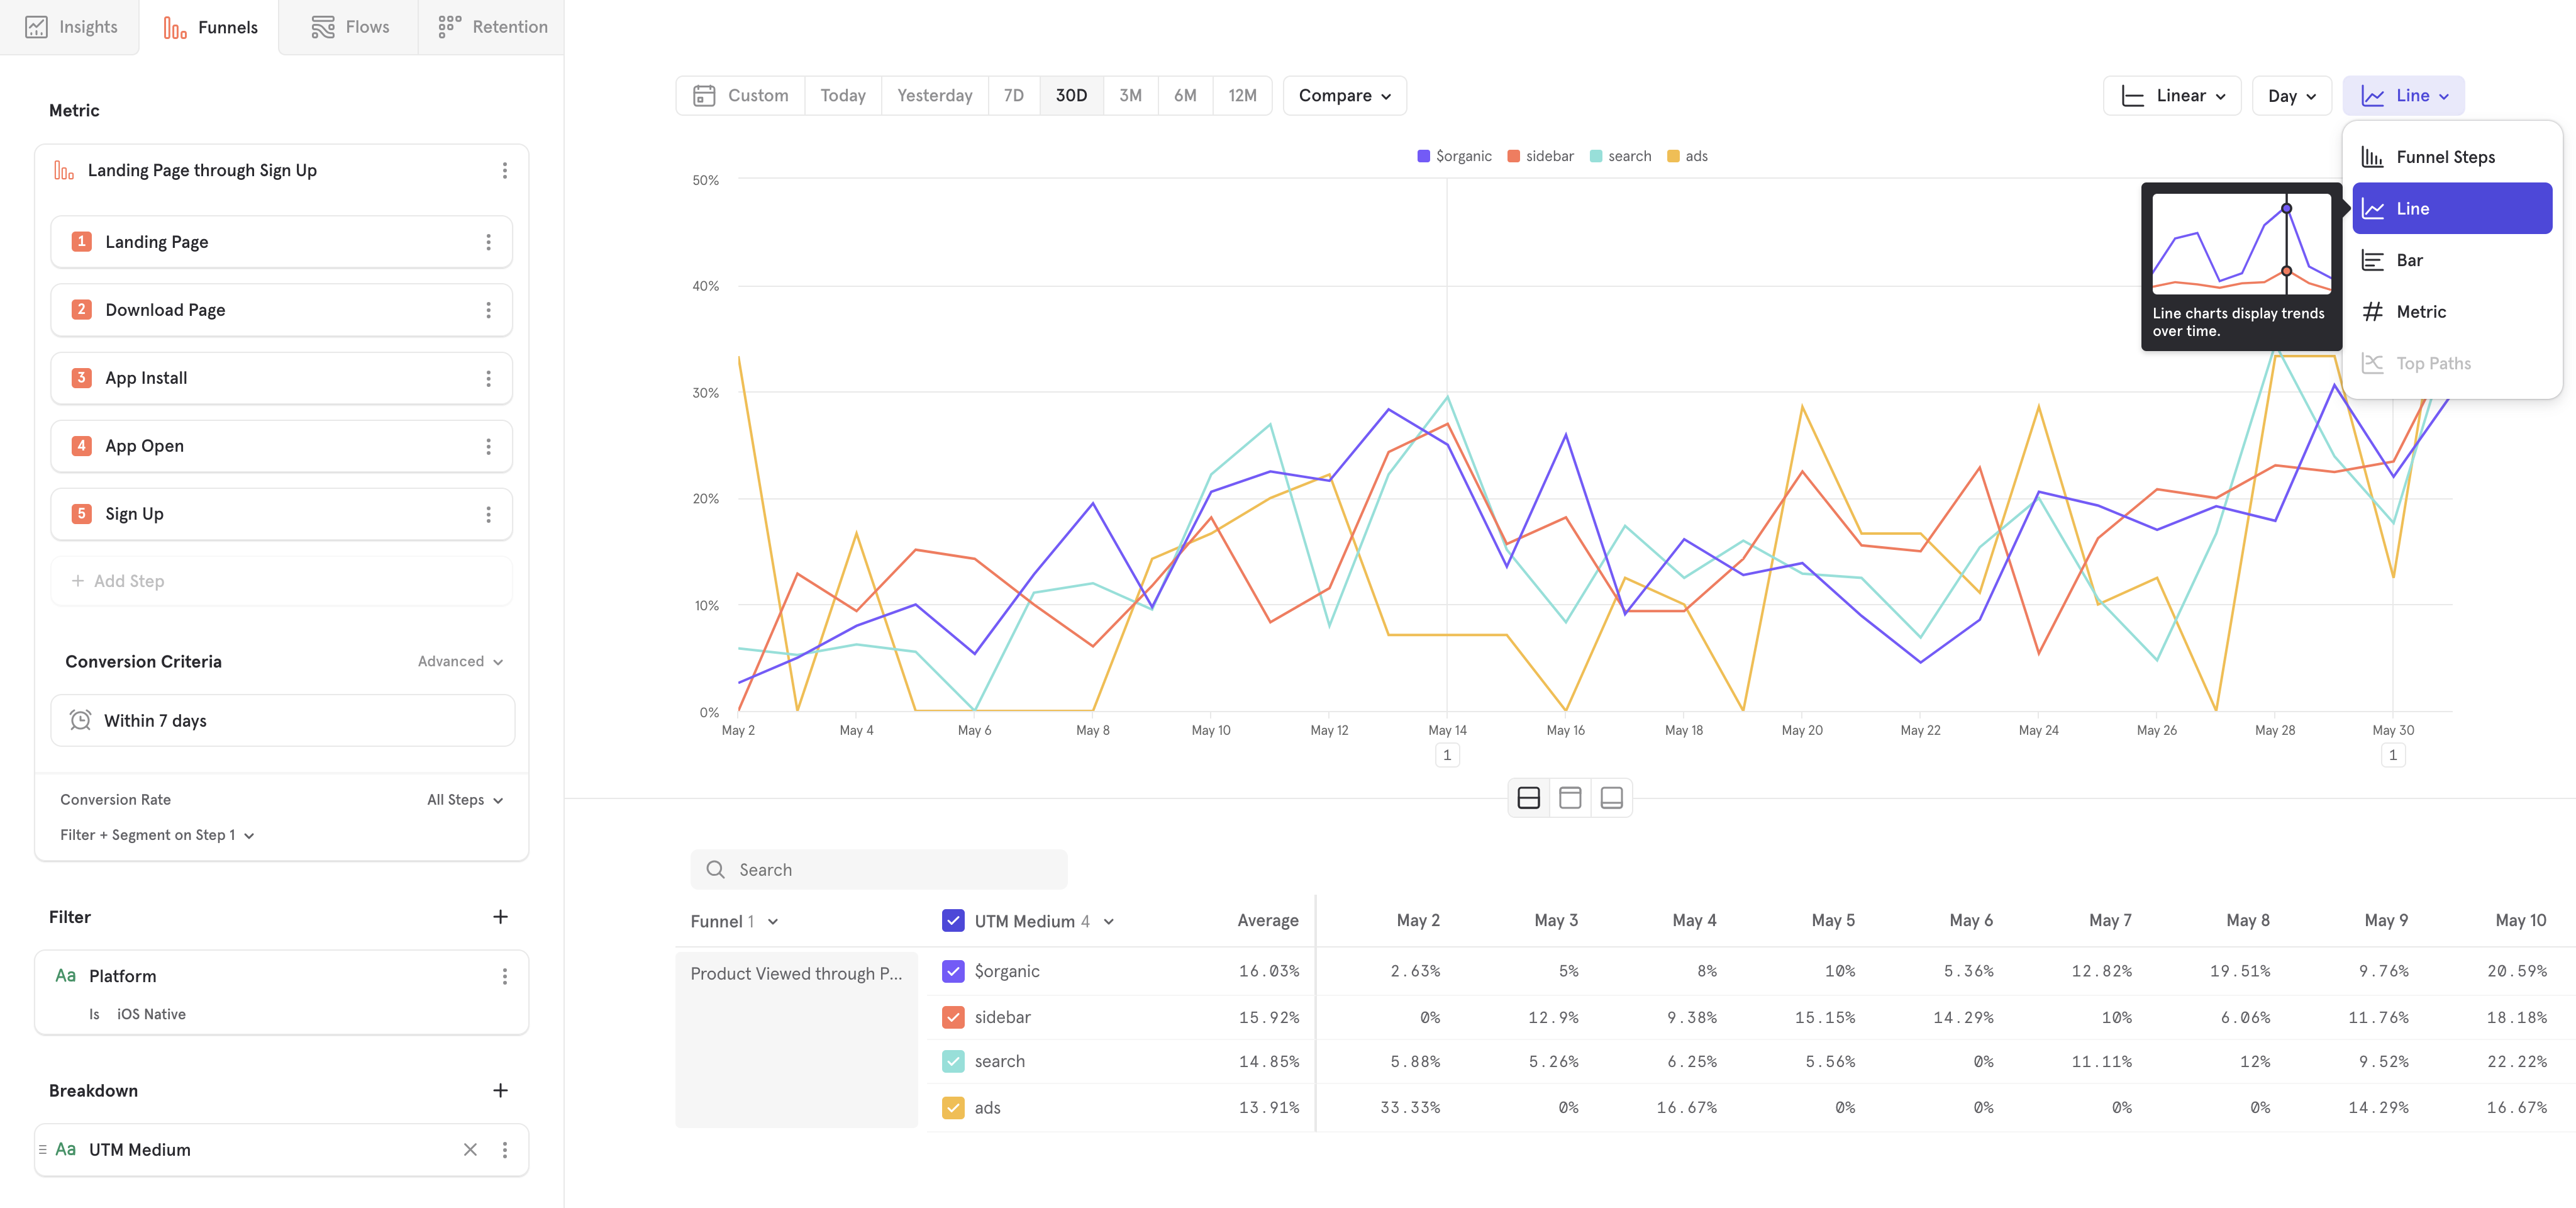 Insights
Funnels
Flows
Retention
Metric
Landing Page through Sign Up
1 Landing Page
2 Download Page
3 App Install
4 App Open
5 Sign Up
+ Add Step
Conversion Criteria
Advanced
Within 7 days
Conversion Rate
All Steps
Filter + Segment on Step 1
Filter
+
Aa Platform
Is iOS Native
Breakdown
+
Aa UTM Medium
Custom Today Yesterday 7D 30D 3M 6M 12M
Compare
Linear
Day
Line
Funnel Steps
Line
Bar
# Metric
Top Paths
Line charts display trends
over time.
$organic sidebar search ads
50%
40%
30%
20%
10%
0%
May 2 May 4 May 6 May 8 May 10 May 12 May 14 May 16 May 18 May 20 May 22 May 24 May 26 May 28 May 30
1 1
Search
Funnel 1 UTM Medium 4 Average May 2 May 3 May 4 May 5 May 6 May 7 May 8 May 9 May 10
Product Viewed through P...
$organic 16.03% 2.63% 5% 8% 10% 5.36% 12.82% 19.51% 9.76% 20.59%
sidebar 15.92% 0% 12.9% 9.38% 15.15% 14.29% 10% 6.06% 11.76% 18.18%
search 14.85% 5.88% 5.26% 6.25% 5.56% 0% 11.11% 12% 9.52% 22.22%
ads 13.91% 33.33% 0% 16.67% 0% 0% 0% 0% 14.29% 16.67%